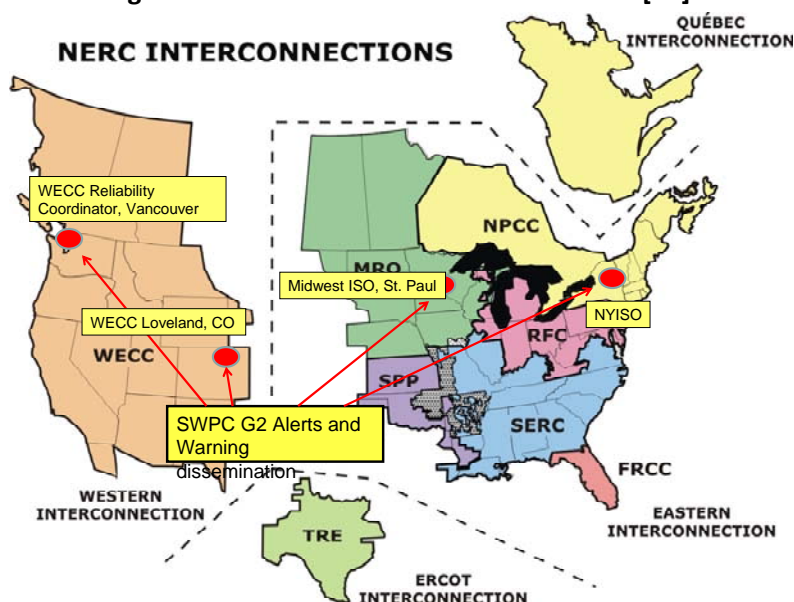 QUÉBEC
INTERCONNECTION
NERC INTERCONNECTIONS
WECC Reliability
Coordinator, Vancouver
NPCC
MRO
Midwest ISO, St. Paul
NYISO
WECC Loveland, CO
WECC
RFC
SPP
SWPC G2 Alerts and
Warning
dissemination
SERC
FRCC
WESTERN
INTERCONNECTION
EASTERN
INTERCONNECTION
TRE
ERCOT
INTERCONNECTION